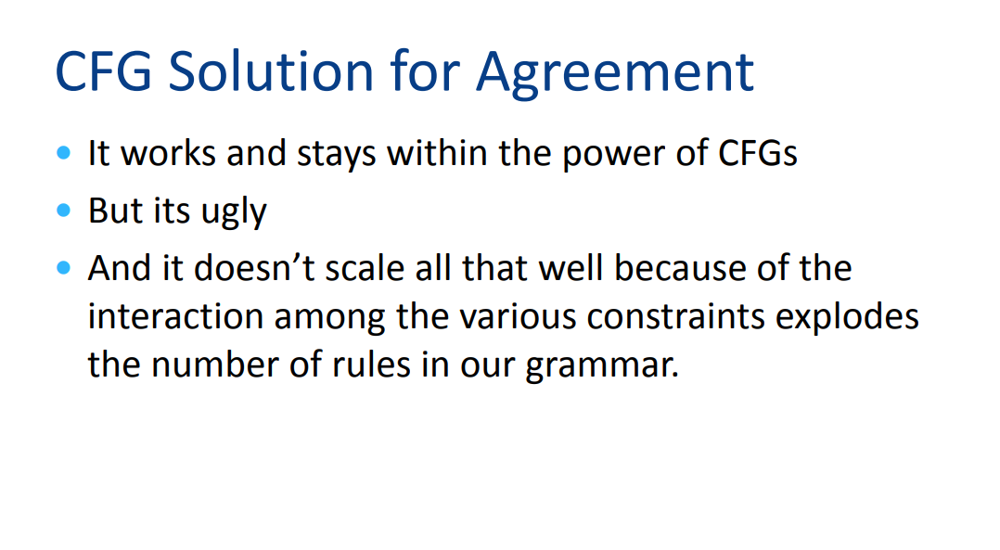 CFG Solution for Agreement
• It works and stays within the power of CFGs
• But its ugly
• And it doesn’t scale all that well because of the
interaction among the various constraints explodes
the number of rules in our grammar.